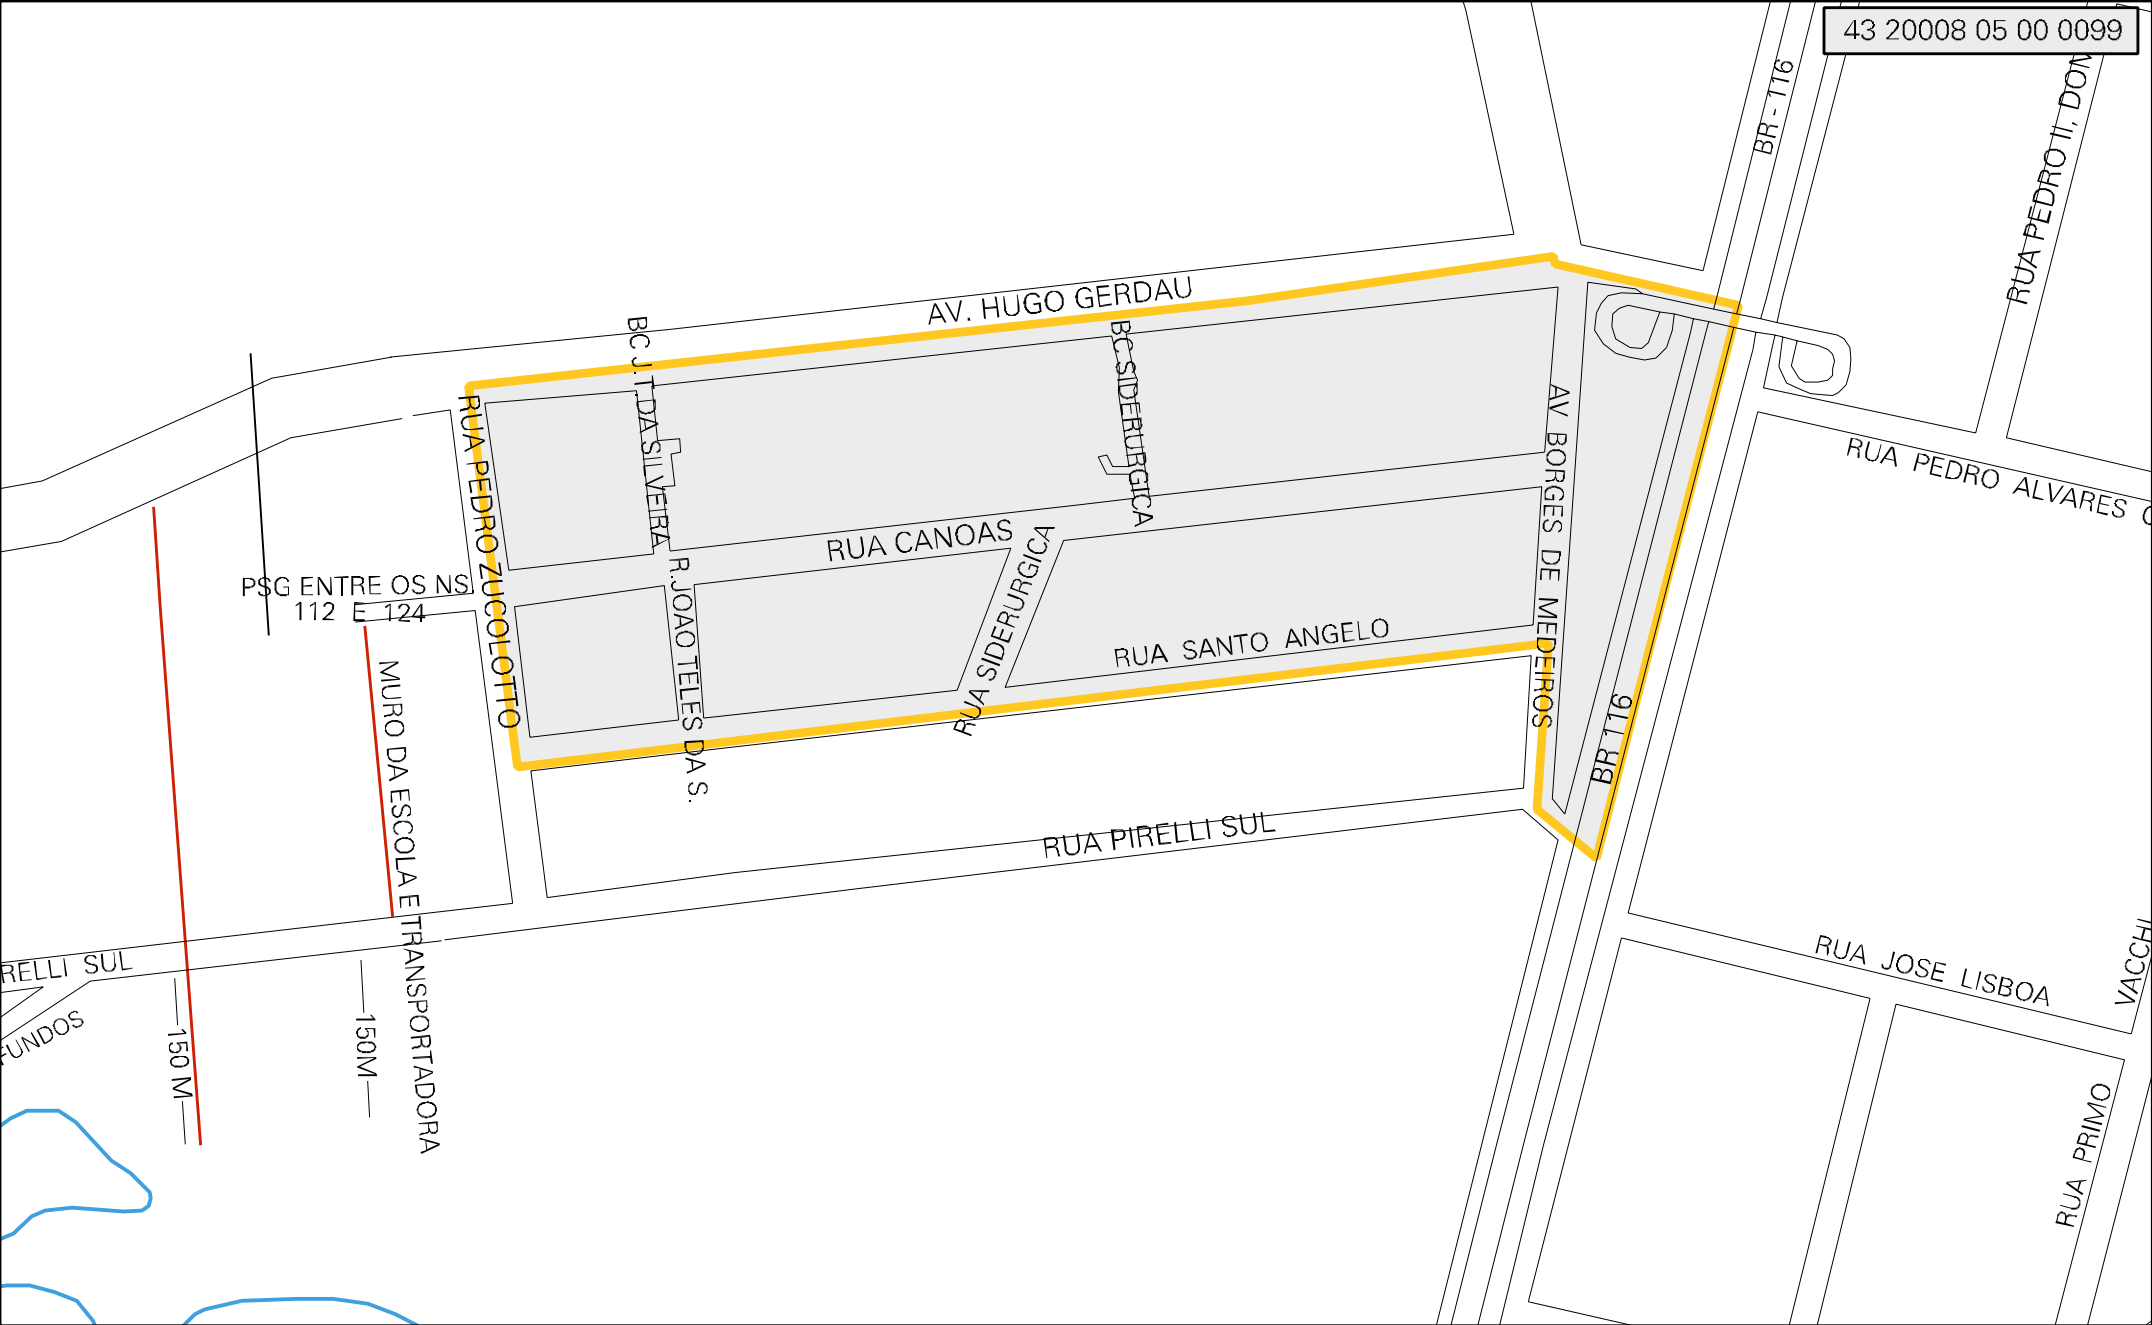 43 20008 05 00 0099
BR - 116
RUA PEDRO II, DOM
AV. HUGO GERDAU
BC J.T. DA SILVEIRA
BC SIDERURGICA
RUA PEDRO ZUCOLOTTO
AV BORGES DE MEDEIROS
RUA PEDRO ALVARES
RUA CANOAS
RUA SIDERURGICA
R.JOAO TELES DA S.
PSG ENTRE OS NS
112 E 124
RUA SANTO ANGELO
MURO DA ESCOLA E TRANSPORTADORA
BR 116
RUA PIRELLI SUL
RELLI SUL
FUNDOS
150 M
150M
RUA JOSE LISBOA
VACCHI
RUA PRIMO